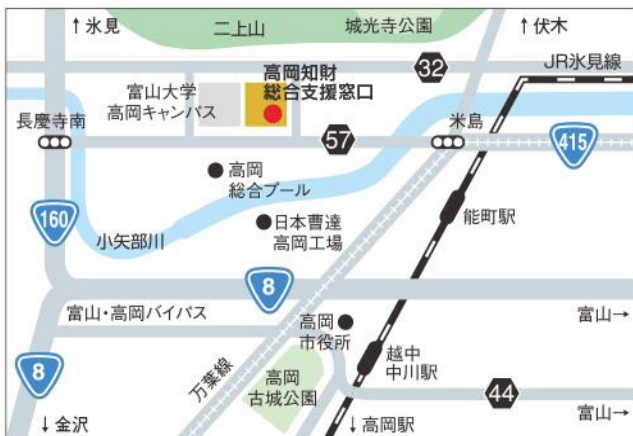 ↑氷見
二上山
城光寺公園
↑伏木
JR氷見線
32
高岡知財
総合支援窓口
富山大学
高岡キャンパス
長慶寺南
57
米島
415
高岡
総合プール
160
小矢部川
日本曹達
高岡工場
能町駅
8
富山・高岡バイパス
富山→
高岡
市役所
越中
中川駅
8
万葉線
高岡
古城公園
44
↓金沢
↓高岡駅
富山→